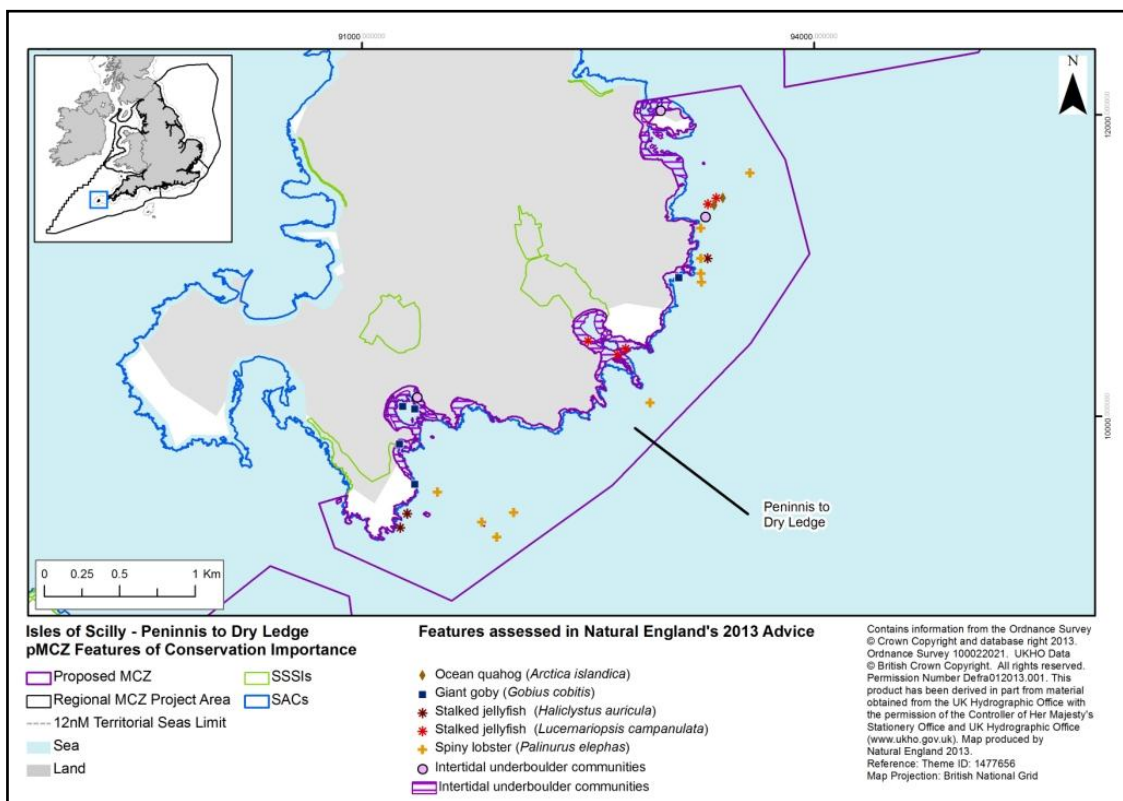 91000 000000
94000 000000
N
12000 000000
10000 000000
Peninnis to
Dry Ledge
0 0.25 0.5 1 Km
Isles of Scilly - Peninnis to Dry Ledge
pMCZ Features of Conservation Importance
Proposed MCZ
Regional MCZ Project Area
12nM Territorial Seas Limit
Sea
Land
SSSIs
SACs
Features assessed in Natural England's 2013 Advice
Ocean quahog (Arctica islandica)
Giant goby (Gobius cobitis)
Stalked jellyfish (Haliclystus auricula)
Stalked jellyfish (Lucernariopsis campanulata)
Spiny lobster (Palinurus elephas)
Intertidal underboulder communities
Intertidal underboulder communities
Contains information from the Ordnance Survey
© Crown Copyright and database right 2013.
Ordnance Survey 100022021. UKHO Data
© British Crown Copyright. All rights reserved.
Permission Number Defra012013.001. This
product has been derived in part from material
obtained from the UK Hydrographic Office with
the permission of the Controller of Her Majesty's
Stationery Office and UK Hydrographic Office
(www.ukho.gov.uk). Map produced by
Natural England 2013.
Reference: Theme ID: 1477656
Map Projection: British National Grid